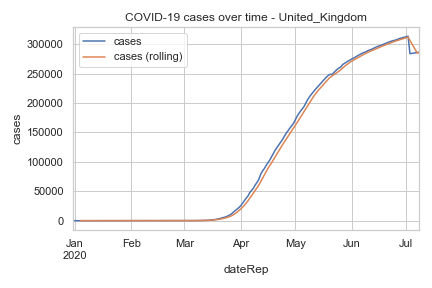 COVID-19 cases over time - United_Kingdom
cases
cases (rolling)
300000
250000
200000
150000
100000
50000
0
cases
Jan Feb Mar Apr May Jun Jul
2020
dateRep